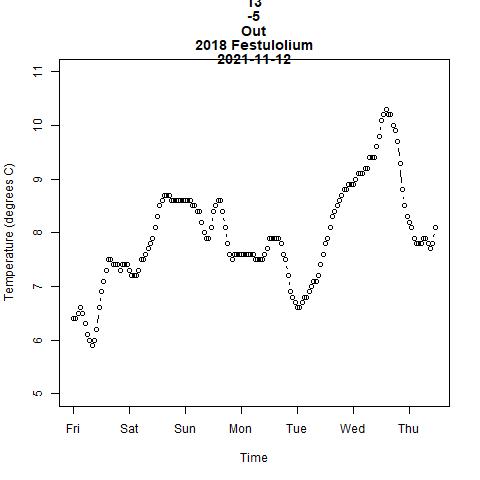 13
-5
Out
2018 Festulolium
2021-11-12
Temperature (degrees C)
11
10
9
8
7
6
5
Fri Sat Sun Mon Tue Wed Thu
Time